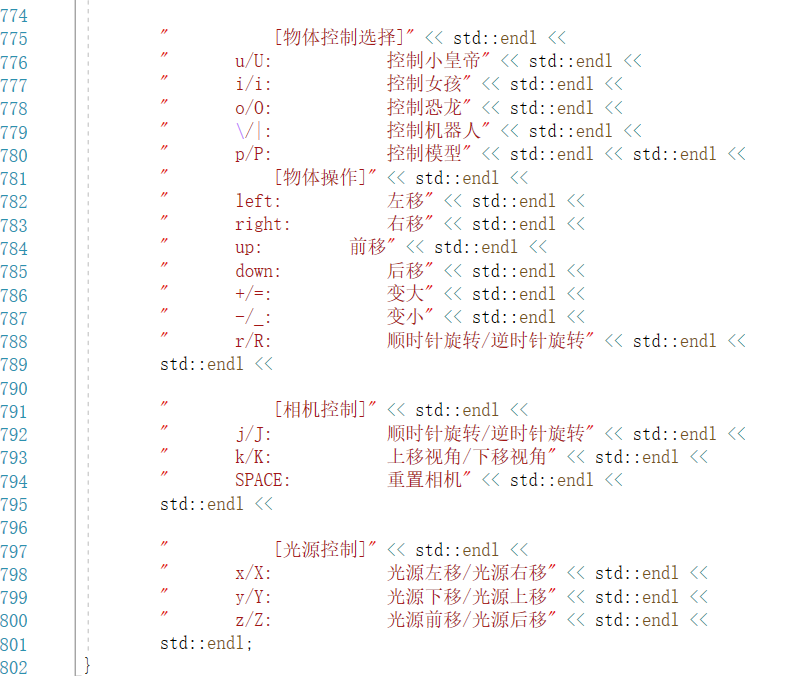 774
775 " [物体控制选择]" << std::endl <<
776 " u/U: 控制小皇帝" << std::endl <<
777 " i/i: 控制女孩" << std::endl <<
778 " o/O: 控制恐龙" << std::endl <<
779 " \/|: 控制机器人" << std::endl <<
780 " p/P: 控制模型" << std::endl << std::endl <<
781 " [物体操作]" << std::endl <<
782 " left: 左移" << std::endl <<
783 " right: 右移" << std::endl <<
784 " up: 前移" << std::endl <<
785 " down: 后移" << std::endl <<
786 " +/=: 变大" << std::endl <<
787 " -/_: 变小" << std::endl <<
788 " r/R: 顺时针旋转/逆时针旋转" << std::endl <<
789 std::endl <<
790
791 " [相机控制]" << std::endl <<
792 " j/J: 顺时针旋转/逆时针旋转" << std::endl <<
793 " k/K: 上移视角/下移视角" << std::endl <<
794 " SPACE: 重置相机" << std::endl <<
795 std::endl <<
796
797 " [光源控制]" << std::endl <<
798 " x/X: 光源左移/光源右移" << std::endl <<
799 " y/Y: 光源下移/光源上移" << std::endl <<
800 " z/Z: 光源前移/光源后移" << std::endl <<
801 std::endl;
802 }